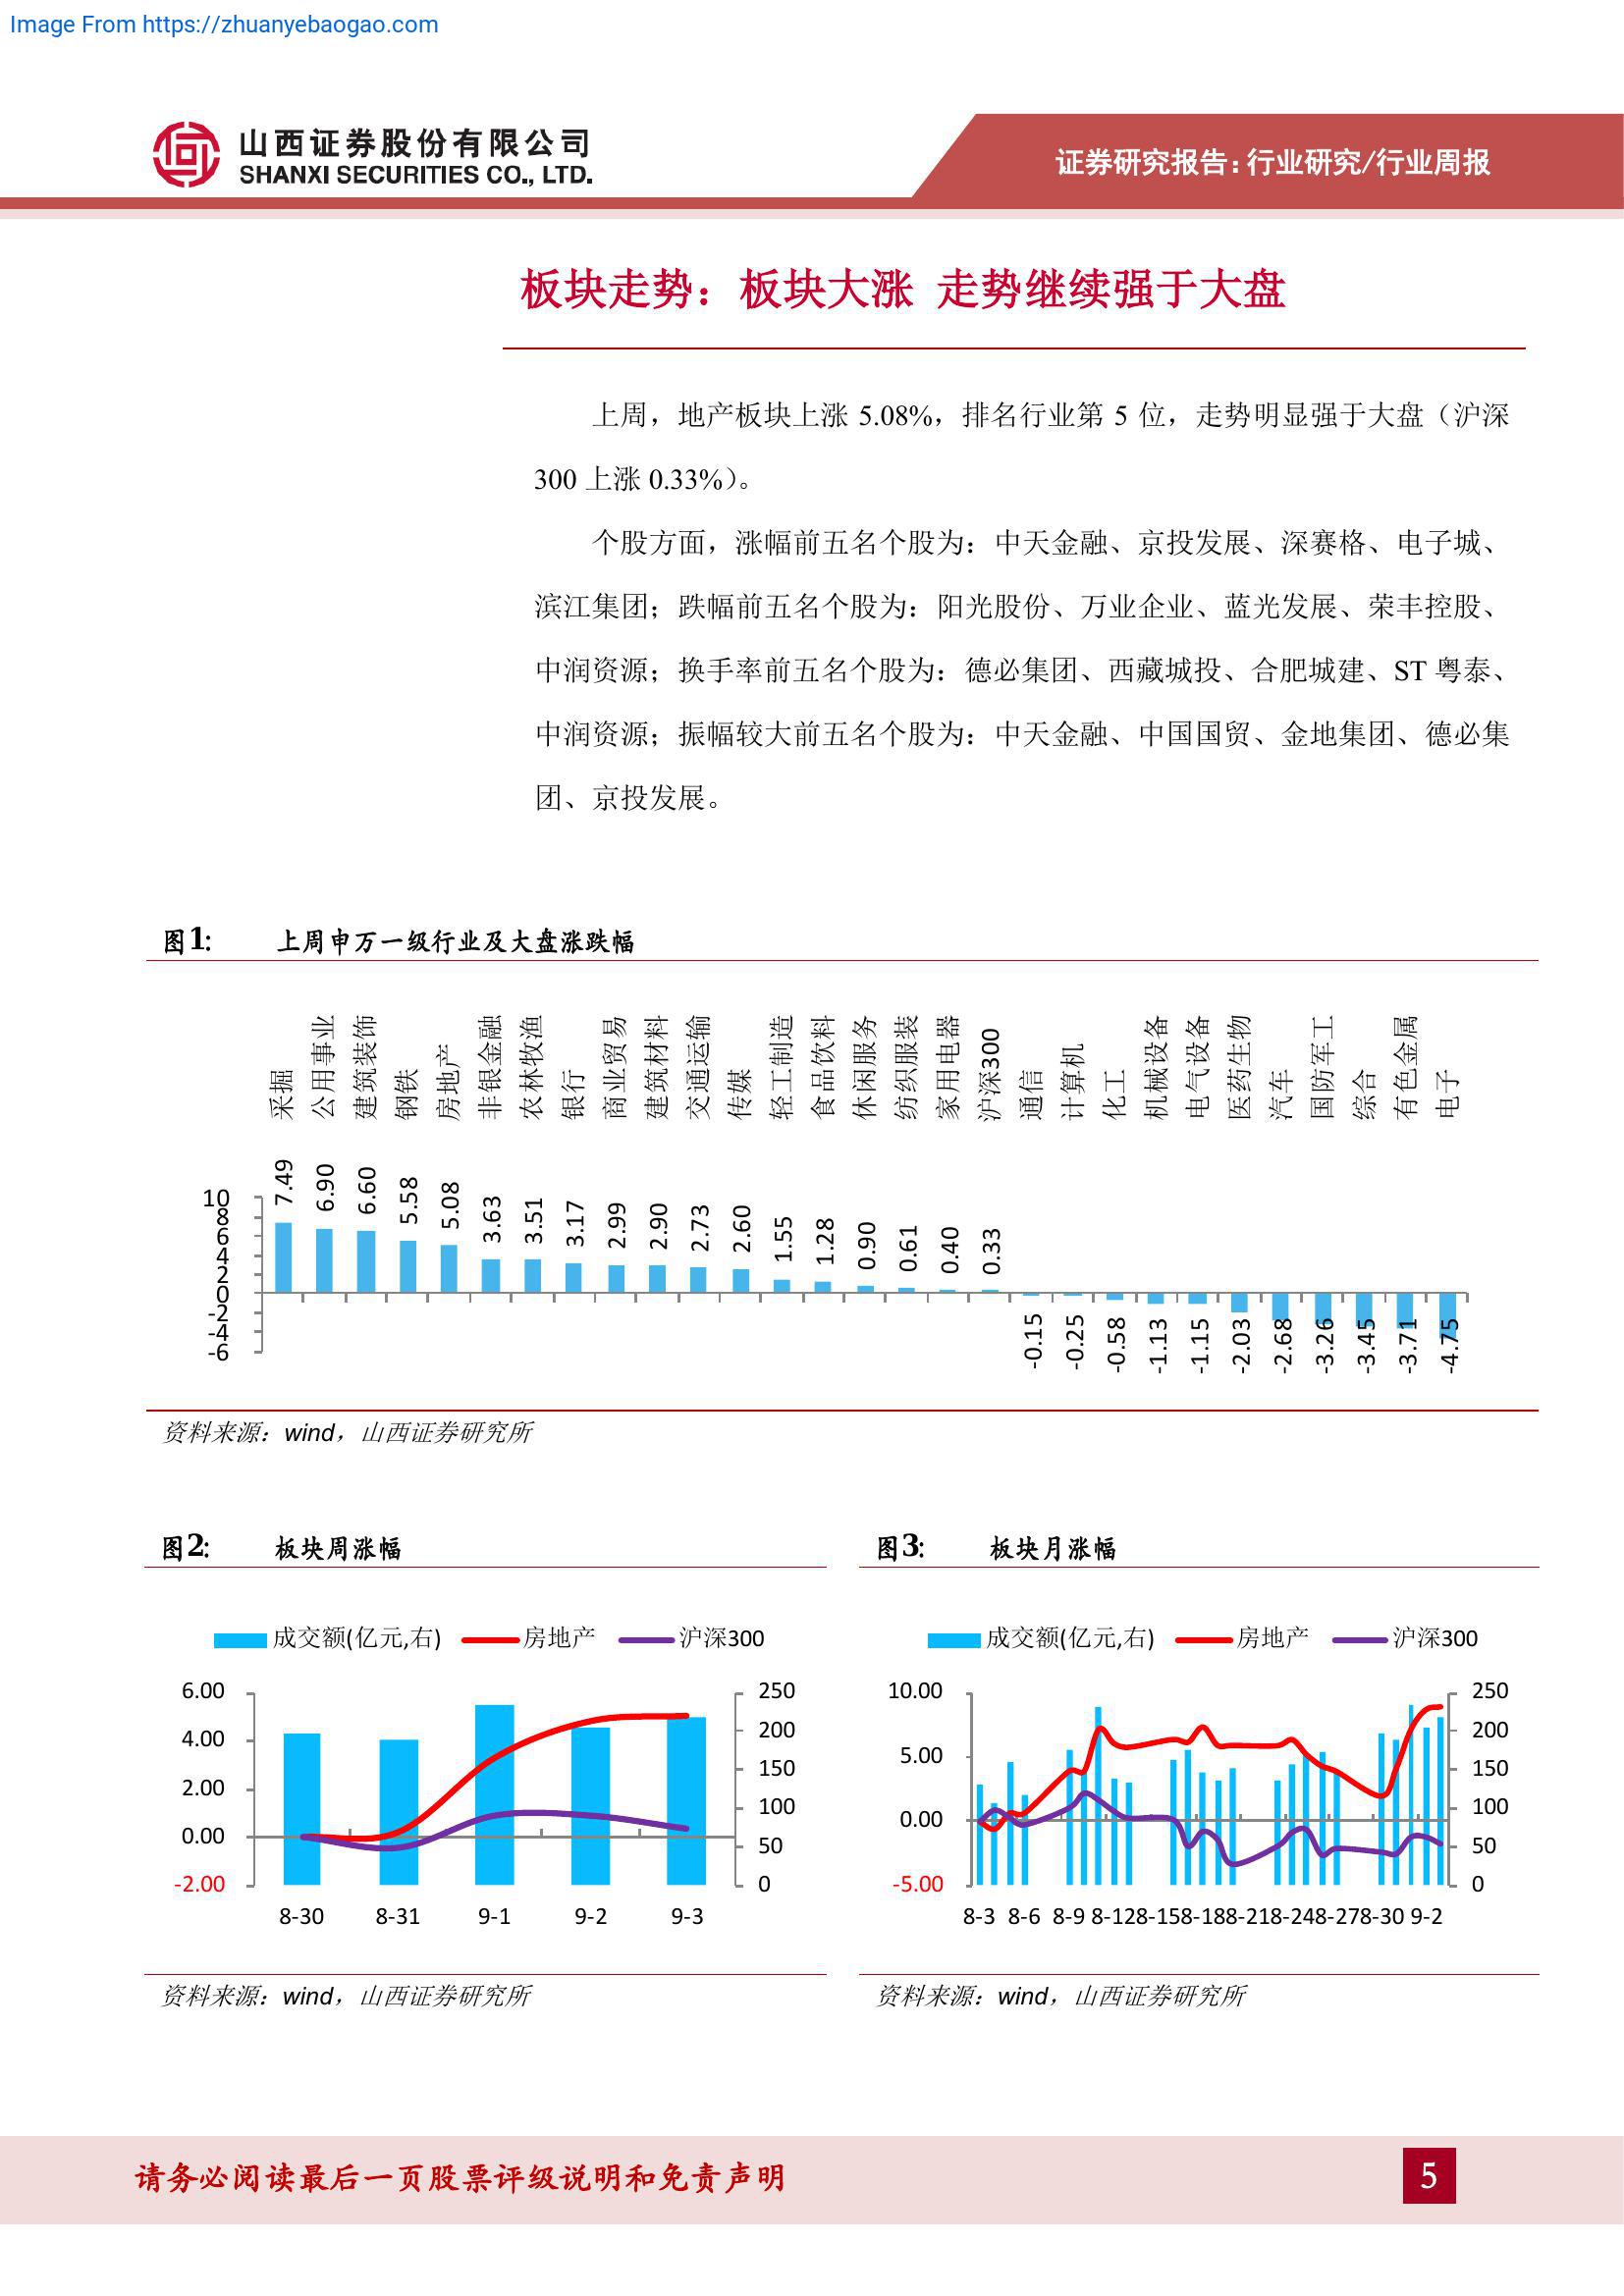 Image From https://zhuanyebaogao.com
山西证券股份有限公司
SHANXI SECURITIES CO., LTD.
证券研究报告:行业研究/行业周报
板块走势：板块大涨 走势继续强于大盘
上周，地产板块上涨 5.08%，排名行业第 5 位，走势明显强于大盘（沪深
300 上涨 0.33%）。
个股方面，涨幅前五名个股为：中天金融、京投发展、深赛格、电子城、
滨江集团；跌幅前五名个股为：阳光股份、万业企业、蓝光发展、荣丰控股、
中润资源；换手率前五名个股为：德必集团、西藏城投、合肥城建、ST 粤泰、
中润资源；振幅较大前五名个股为：中天金融、中国国贸、金地集团、德必集
团、京投发展。
图1: 上周申万一级行业及大盘涨跌幅
采掘 公用事业 建筑装饰 钢铁 房地产 非银金融 农林牧渔 银行 商业贸易 建筑材料 交通运输 传媒 轻工制造 食品饮料 休闲服务 纺织服装 家用电器 沪深300 通信 计算机 化工 机械设备 电气设备 医药生物 汽车 国防军工 综合 有色金属 电子
7.49 6.90 6.60 5.58 5.08 3.63 3.51 3.17 2.99 2.90 2.73 2.60 1.55 1.28 0.90 0.61 0.40 0.33
-0.15 -0.25 -0.58 -1.13 -1.15 -2.03 -2.68 -3.26 -3.45 -3.71 -4.75
10
8
6
4
2
0
-2
-4
-6
资料来源：wind，山西证券研究所
图2: 板块周涨幅
成交额(亿元,右) 房地产 沪深300
6.00 250
4.00 200
2.00 150
0.00 100
-2.00 50
0
8-30 8-31 9-1 9-2 9-3
资料来源：wind，山西证券研究所
图3: 板块月涨幅
成交额(亿元,右) 房地产 沪深300
10.00 250
5.00 200
0.00 150
-5.00 100
50
0
8-3 8-6 8-9 8-128-158-188-218-248-278-30 9-2
资料来源：wind，山西证券研究所
请务必阅读最后一页股票评级说明和免责声明
5